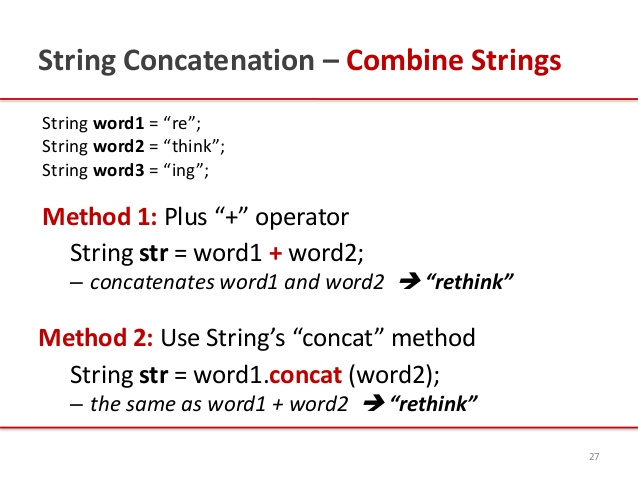 String Concatenation – Combine Strings
String word1 = “re”;
String word2 = “think”;
String word3 = “ing”;
Method 1: Plus “+” operator
String str = word1 + word2;
– concatenates word1 and word2 ➔ “rethink”
Method 2: Use String’s “concat” method
String str = word1.concat (word2);
– the same as word1 + word2 ➔ “rethink”
27